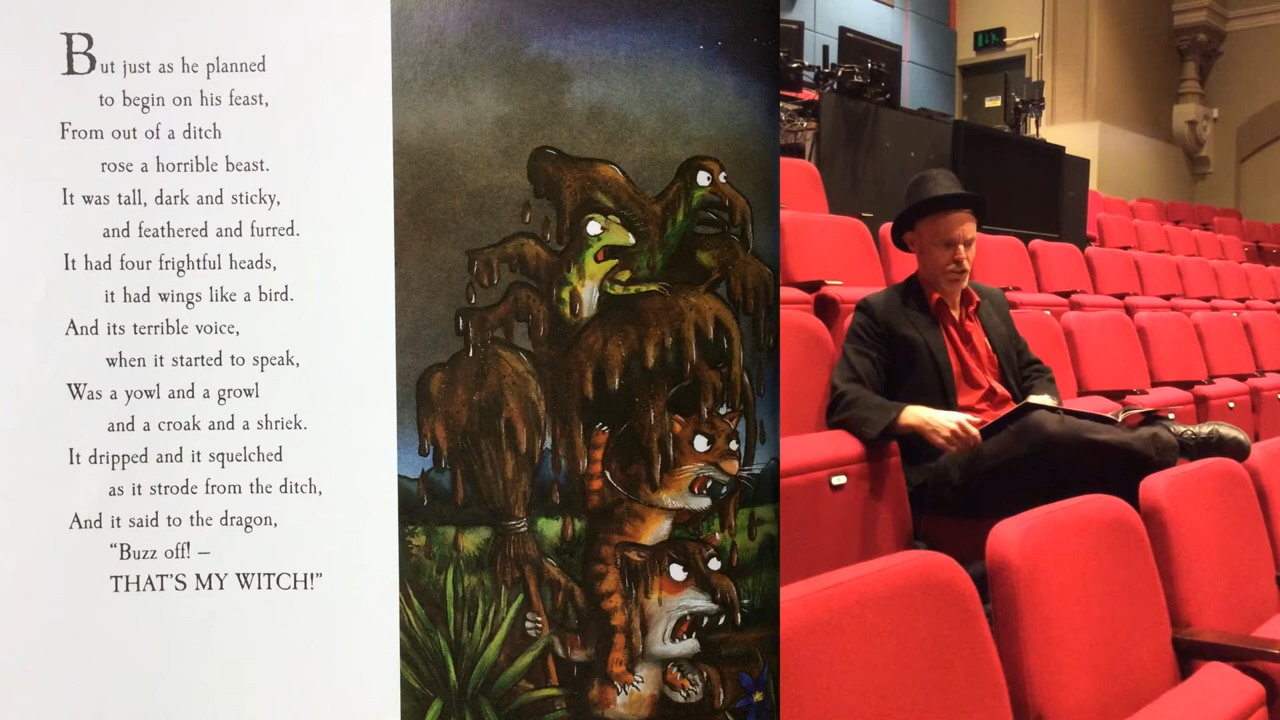 But just as he planned
to begin on his feast,
From out of a ditch
rose a horrible beast.
It was tall, dark and sticky,
and feathered and furred.
It had four frightful heads,
it had wings like a bird.
And its terrible voice,
when it started to speak,
Was a yowl and a growl
and a croak and a shriek.
It dripped and it squelched
as it strode from the ditch,
And it said to the dragon,
“Buzz off! –
THAT'S MY WITCH!”